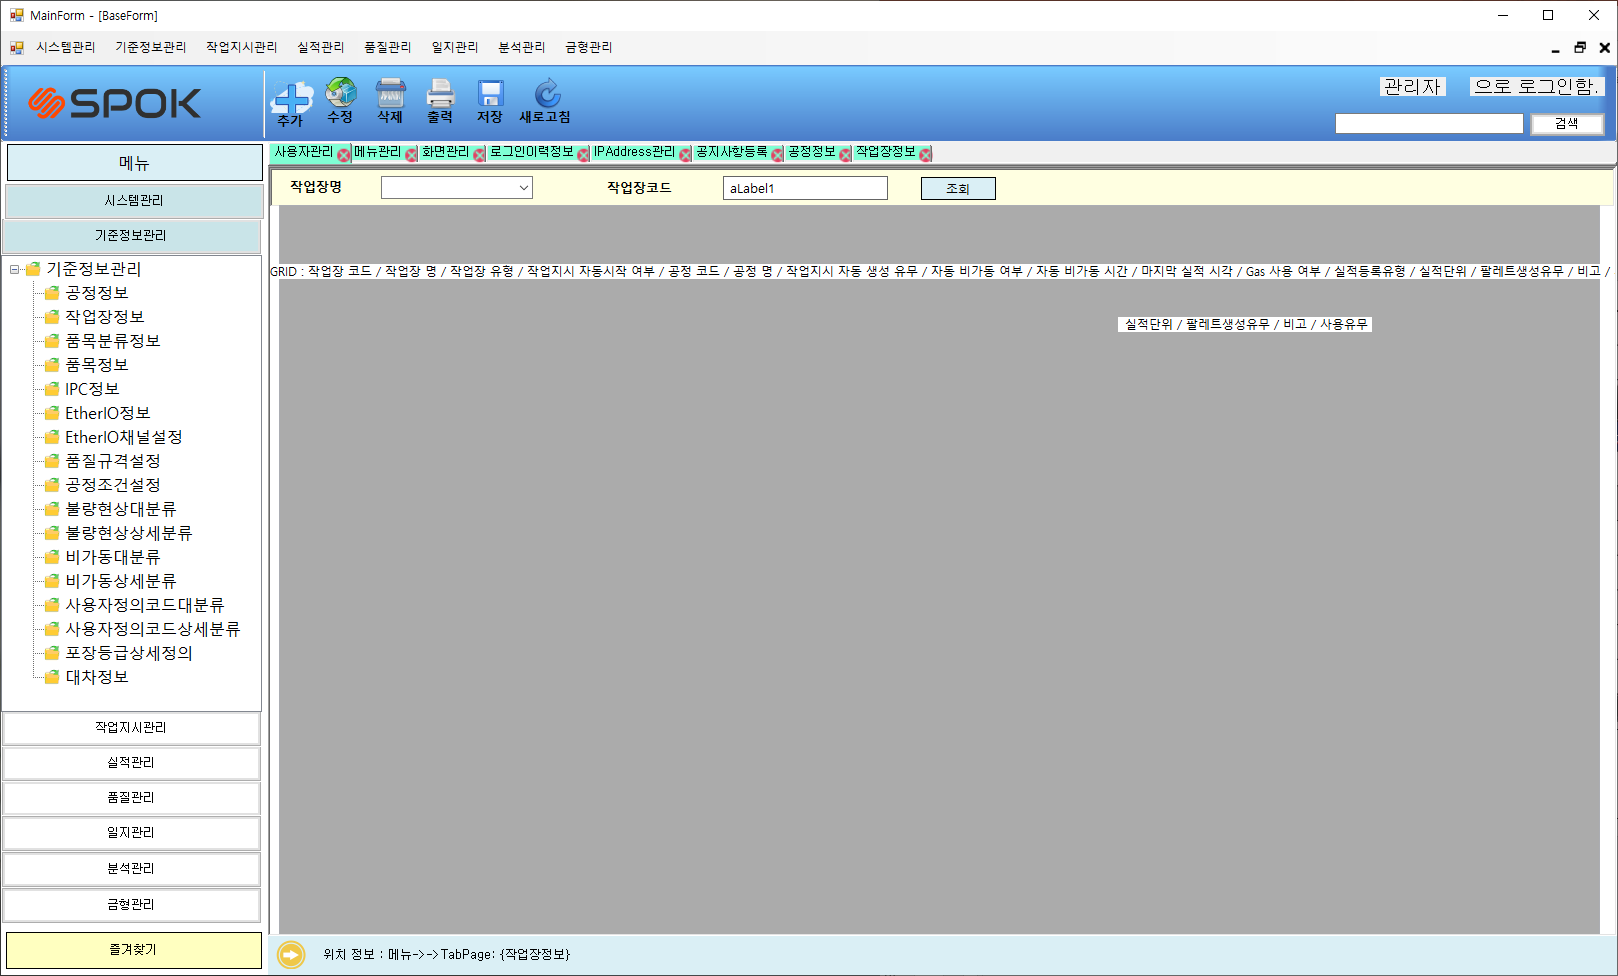 MainForm - [BaseForm]
시스템관리 기준정보관리 작업지시관리 실적관리 품질관리 일지관리 분석관리 금형관리
SPOK
추가 수정 삭제 출력 저장 새로고침
관리자 으로 로그인함.
검색
메뉴
시스템관리
기준정보관리
기준정보관리
공정정보
작업장정보
품목분류정보
품목정보
IPC정보
EtherIO정보
EtherIO채널설정
품질규격설정
공정조건설정
불량현상대분류
불량현상상세분류
비가동대분류
비가동상세분류
사용자정의코드대분류
사용자정의코드상세분류
포장등급상세정의
대차정보
작업지시관리
실적관리
품질관리
일지관리
분석관리
금형관리
즐겨찾기
사용자관리 메뉴관리 화면관리 로그인이력정보 IPAddress관리 공지사항등록 공정정보 작업장정보
작업장명 작업장코드 aLabel1 조회
GRID : 작업장 코드 / 작업장 명 / 작업장 유형 / 작업지시 자동시작 여부 / 공정 코드 / 공정 명 / 작업지시 자동 생성 유무 / 자동 비가동 여부 / 자동 비가동 시간 / 마지막 실적 시각 / Gas 사용 여부 / 실적등록유형 / 실적단위 / 팔레트생성유무 / 비고 /
실적단위 / 팔레트생성유무 / 비고 / 사용유무
위치 정보 : 메뉴->->TabPage: {작업장정보}